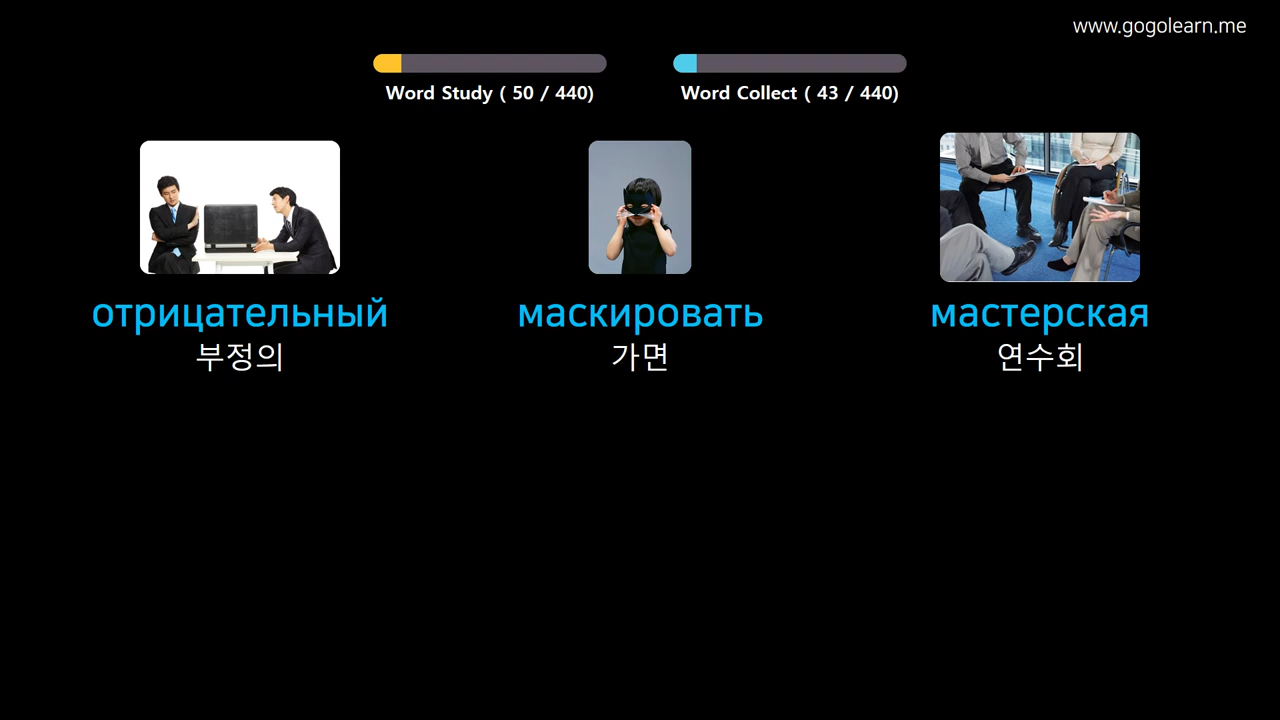 www.gogolearn.me
Word Study ( 50 / 440)
Word Collect ( 43 / 440)
отрицательный
маскировать
мастерская
부정의
가면
연수회